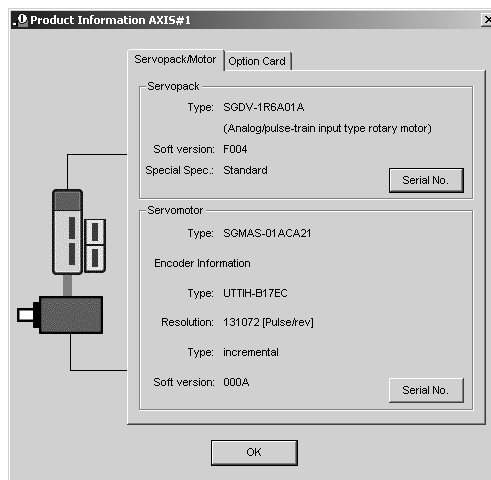 Product Information AXIS#1
Servopack/Motor
Option Card
Servopack
Type: SGDV-1R6A01A
(Analog/pulse-train input type rotary motor)
Soft version: F004
Special Spec.: Standard
Serial No.
Servomotor
Type: SGMAS-01ACA21
Encoder Information
Type: UTTIH-B17EC
Resolution: 131072 [Pulse/rev]
Type: incremental
Soft version: 000A
Serial No.
OK